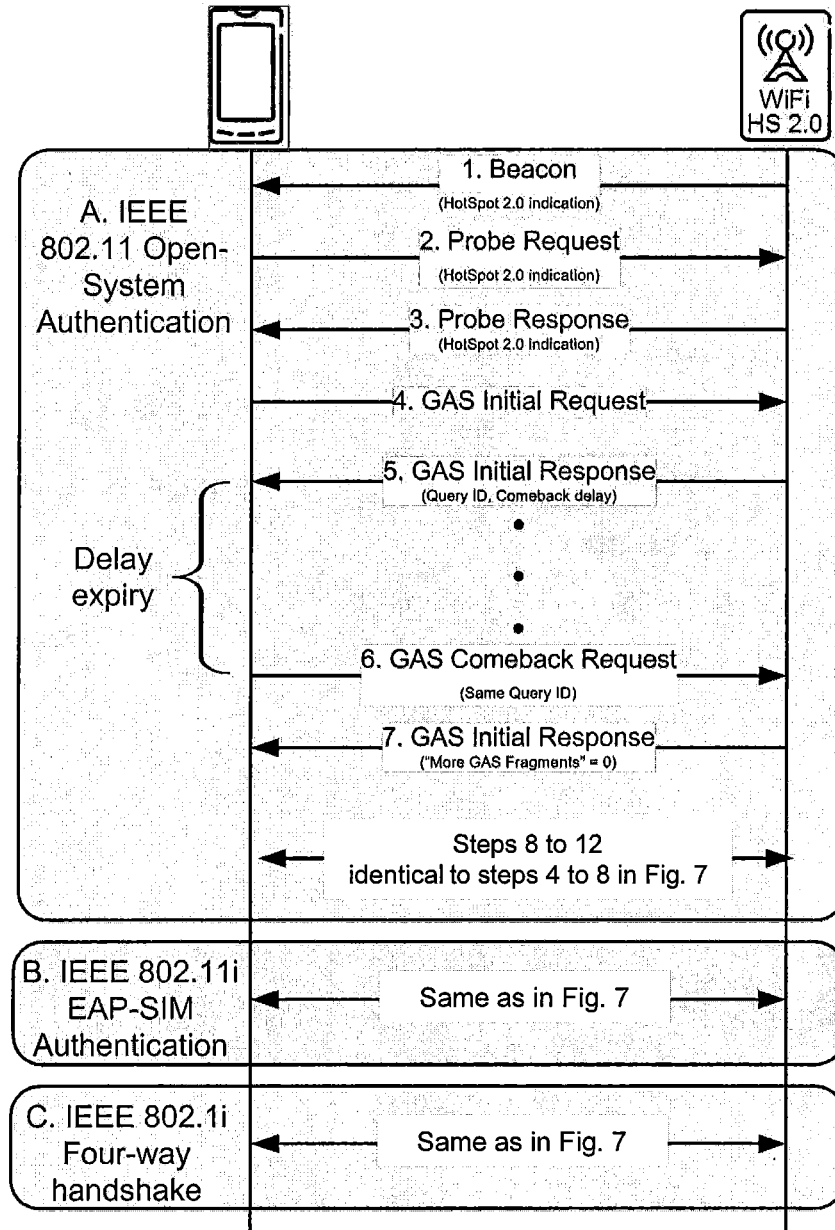 WiFi
HS 2.0
A. IEEE
802.11 Open-
System
Authentication
1. Beacon
(HotSpot 2.0 indication)
2. Probe Request
(HotSpot 2.0 indication)
3. Probe Response
(HotSpot 2.0 indication)
4. GAS Initial Request
5. GAS Initial Response
(Query ID, Comeback delay)
Delay
expiry
6. GAS Comeback Request
(Same Query ID)
7. GAS Initial Response
("More GAS Fragments" = 0)
Steps 8 to 12
identical to steps 4 to 8 in Fig. 7
B. IEEE 802.11i
EAP-SIM
Authentication
Same as in Fig. 7
C. IEEE 802.1i
Four-way
handshake
Same as in Fig. 7